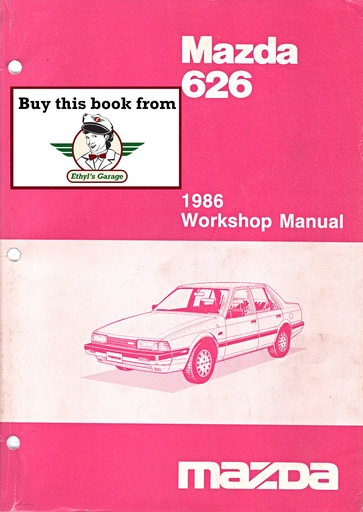 Mazda
626
Buy this book from
Ethyl's Garage
1986
Workshop Manual
mazda